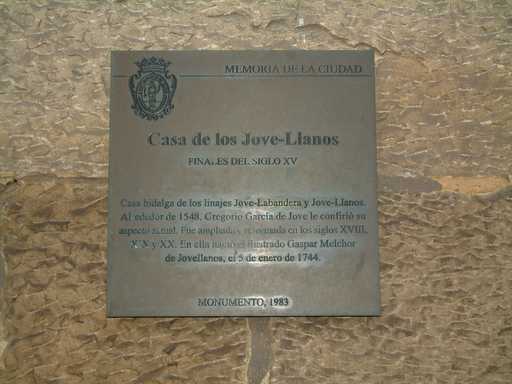 MEMORIA DE LA CIUDAD
Casa de los Jove-Llanos
FINALES DEL SIGLO XV
Casa hidalga de los linajes Jove-Labandera y Jove-Llanos.
Al rededor de 1548, Gregorio García de Jove le confirió su
aspecto actual. Fue ampliada y reformada en los siglos XVIII,
XIX y XX. En ella nació el ilustrado Gaspar Melchor
de Jovellanos, el 5 de enero de 1744.
MONUMENTO, 1983